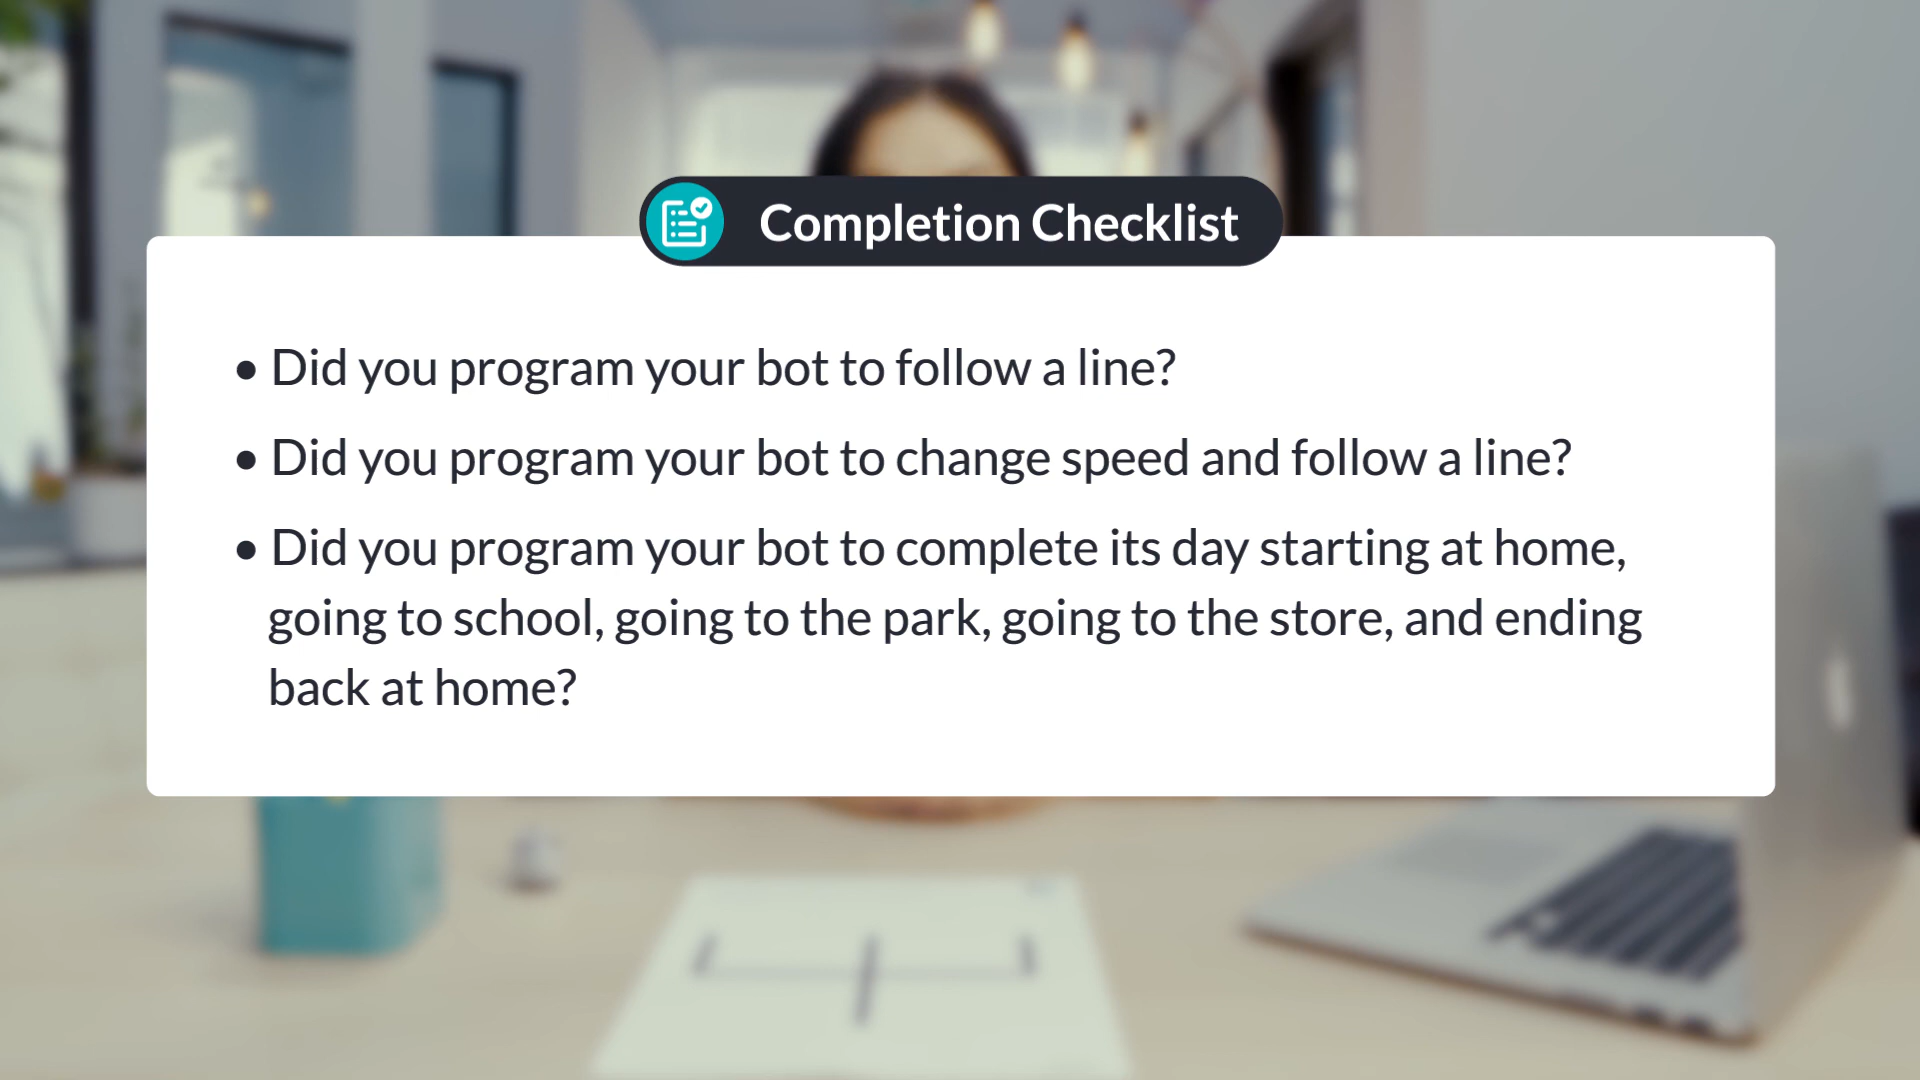 Completion Checklist
• Did you program your bot to follow a line?
• Did you program your bot to change speed and follow a line?
• Did you program your bot to complete its day starting at home,
going to school, going to the park, going to the store, and ending
back at home?